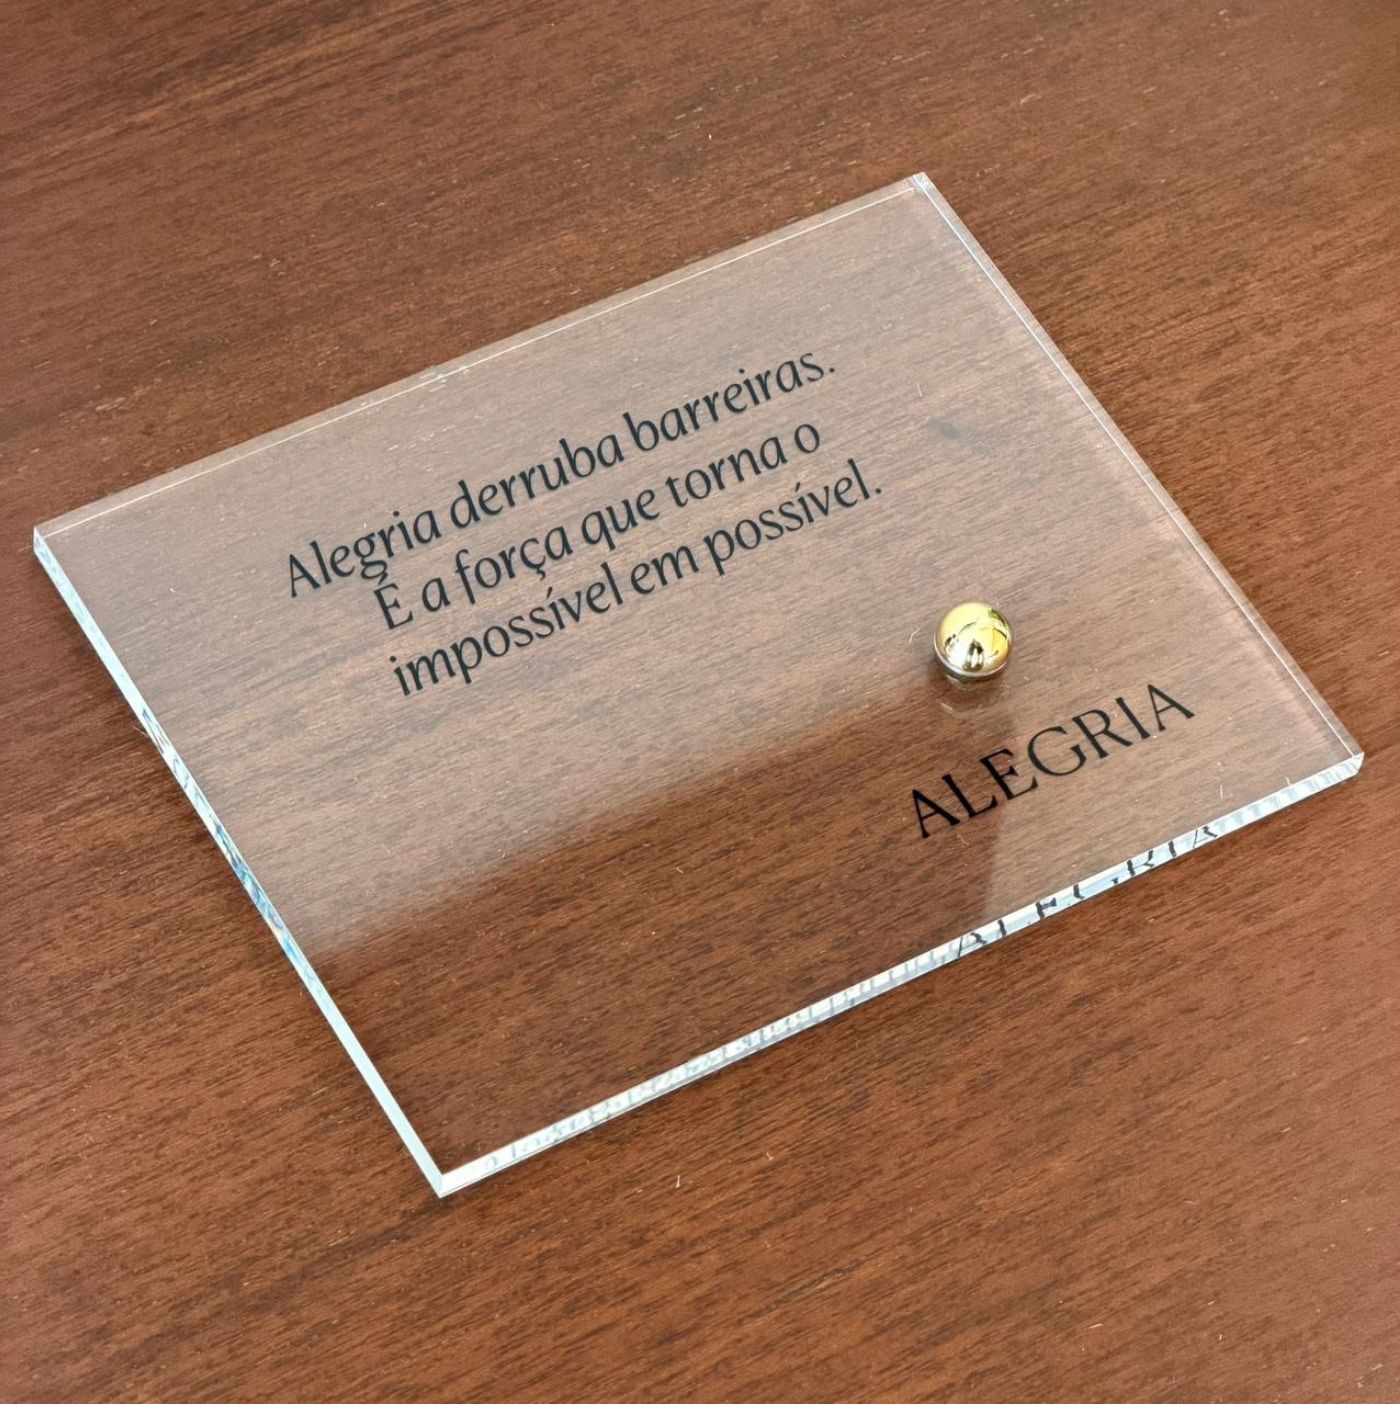 Alegria derruba barreiras.
É a força que torna o
impossível em possível.
ALEGRIA